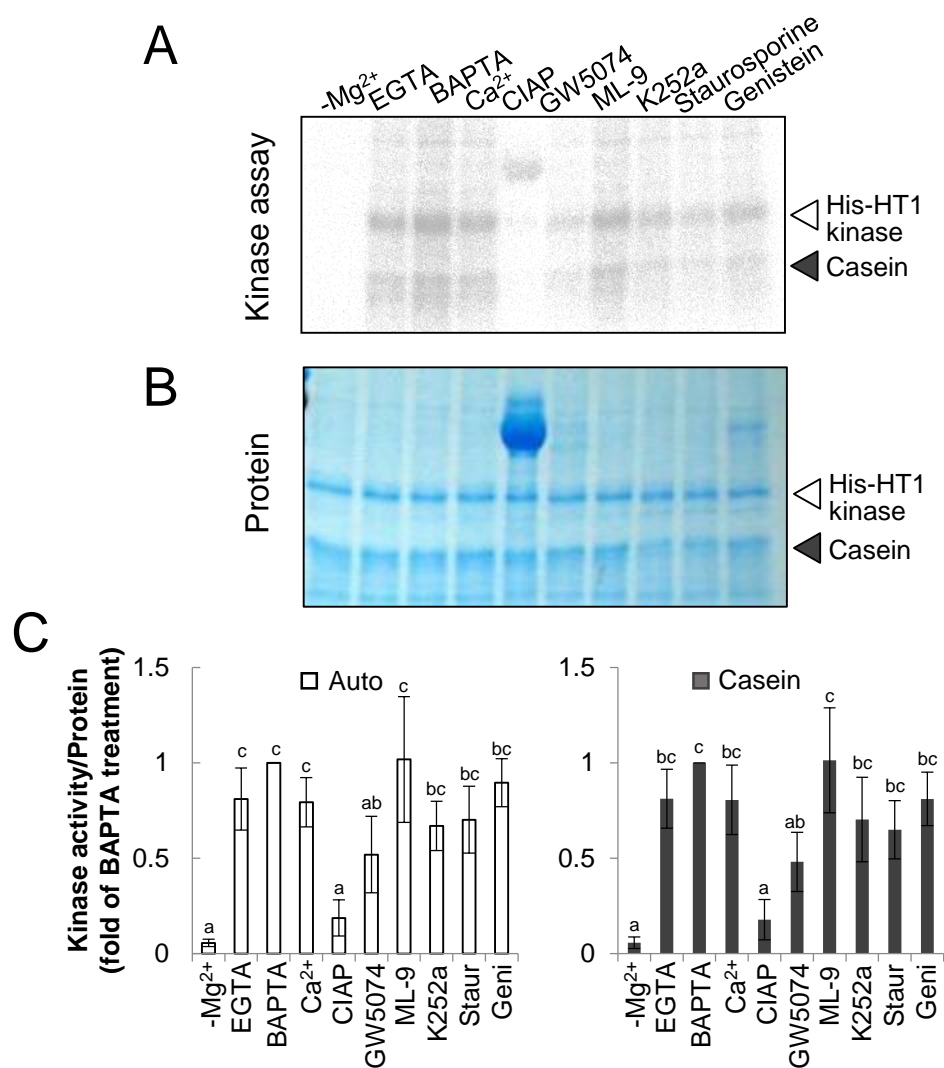 A
-Mg²⁺ EGTA BAPTA Ca²⁺ CIAP GW5074 ML-9 K252a Staurosporine Genistein
Kinase assay
His-HT1
kinase
Casein
B
Protein
His-HT1
kinase
Casein
C
Kinase activity/Protein
(fold of BAPTA treatment)
1.5
1
0.5
0
Auto
a c c c a ab c bc bc bc
-Mg²⁺ EGTA BAPTA Ca²⁺ CIAP GW5074 ML-9 K252a Staur Geni
1.5
1
0.5
0
Casein
a bc c bc a ab c bc bc bc
-Mg²⁺ EGTA BAPTA Ca²⁺ CIAP GW5074 ML-9 K252a Staur Geni